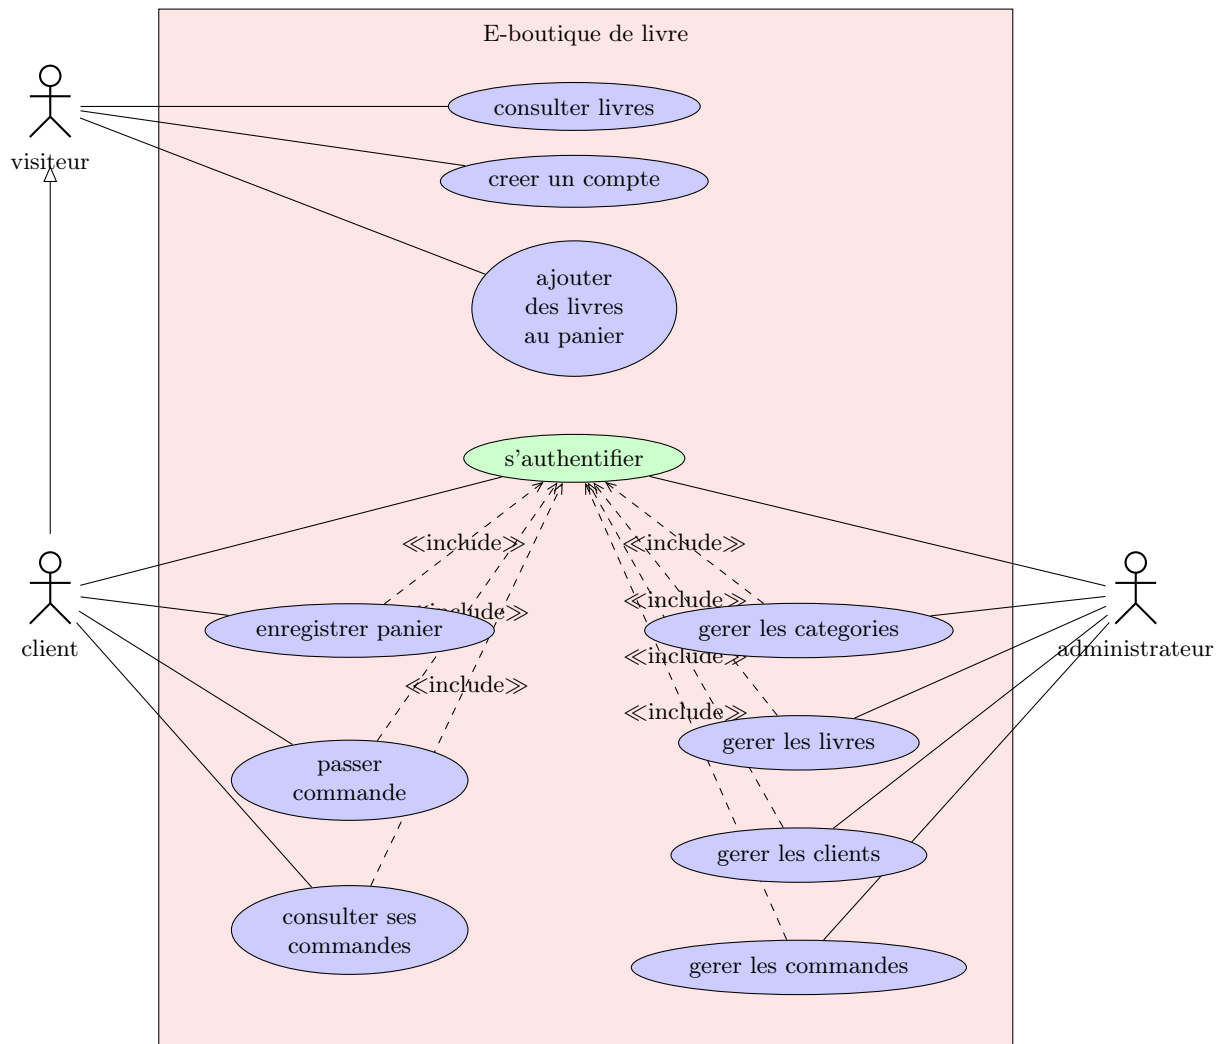 E-boutique de livre
consulter livres
visiteur
creer un compte
ajouter
des livres
au panier
s'authentifier
≪include≫
≪include≫
≪include≫
≪include≫
enregistrer panier
gerer les categories
client
administrateur
≪include≫
≪include≫
≪include≫
gerer les livres
passer
commande
gerer les clients
consulter ses
commandes
gerer les commandes